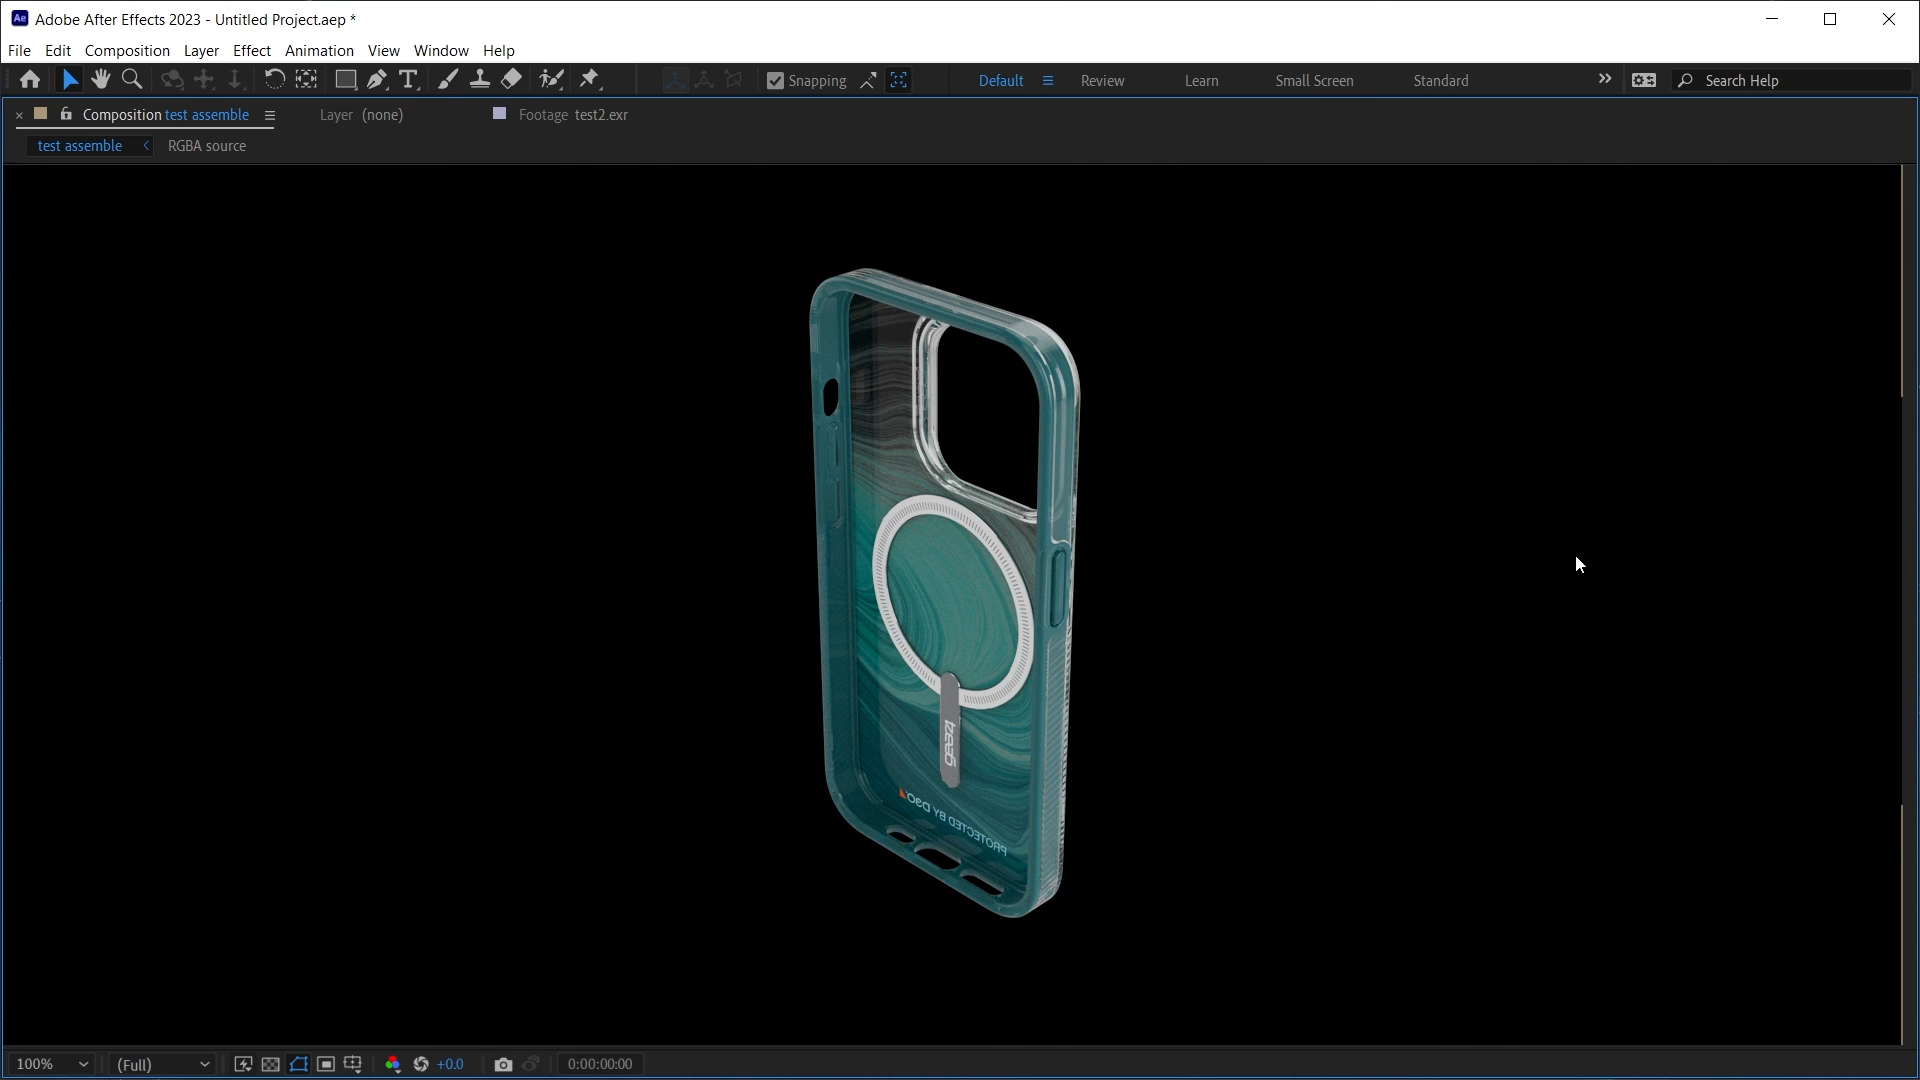 Ae Adobe After Effects 2023 - Untitled Project.aep *
File Edit Composition Layer Effect Animation View Window Help
Snapping Default Review Learn Small Screen Standard Search Help
Composition test assemble Layer (none) Footage test2.exr
test assemble RGBA source
gear4
PROTECTED BY D3O
100% (Full) +0.0 0:00:00:00